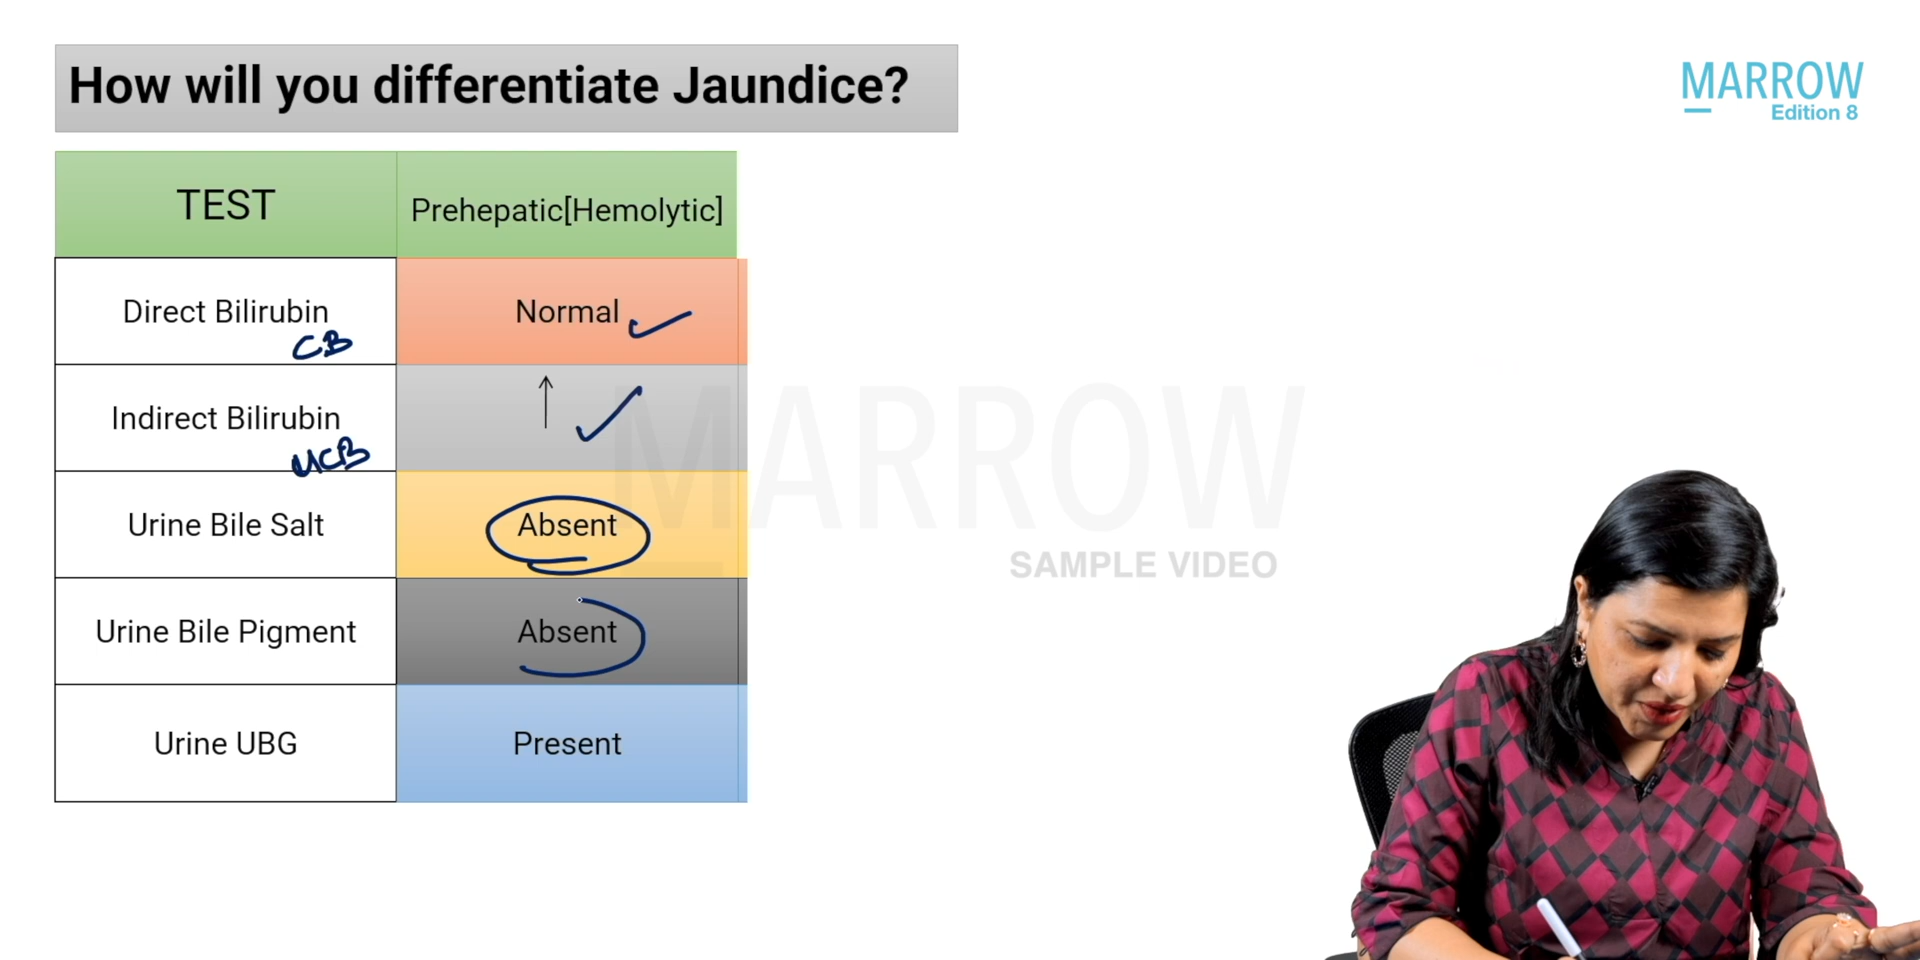 How will you differentiate Jaundice?
MARROW
Edition 8
TEST
Prehepatic[Hemolytic]
Direct Bilirubin
CB
Normal
Indirect Bilirubin
UCB
↑
Urine Bile Salt
Absent
Urine Bile Pigment
Absent
Urine UBG
Present
MARROW
SAMPLE VIDEO